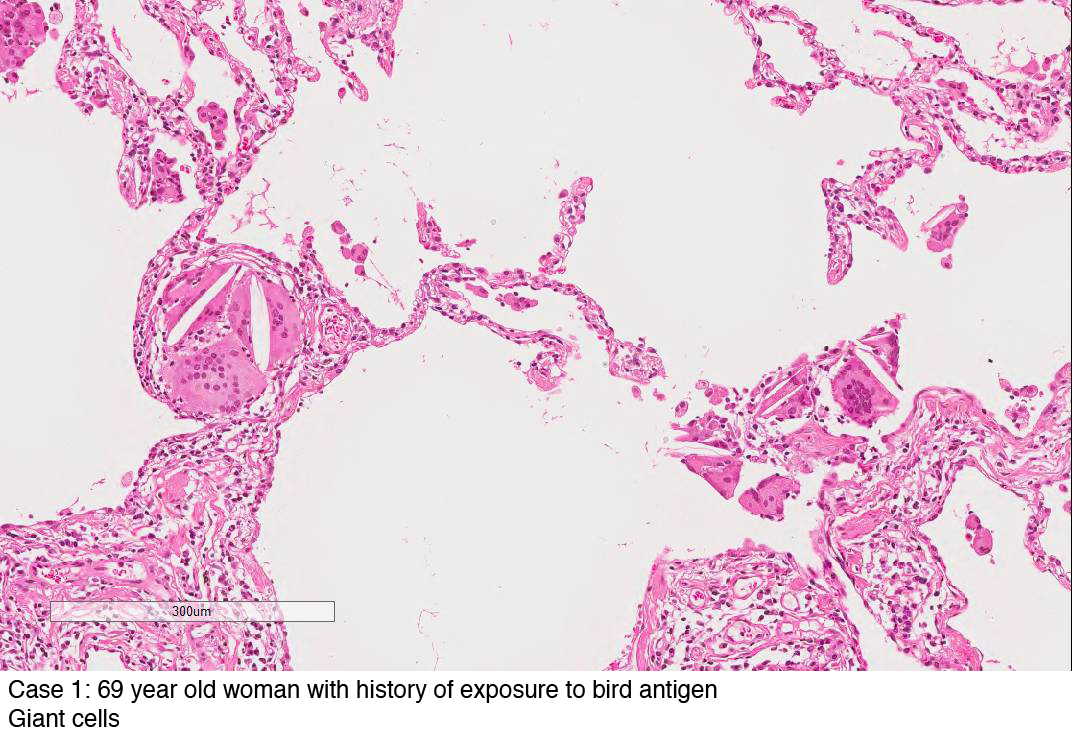 300um
Case 1: 69 year old woman with history of exposure to bird antigen
Giant cells